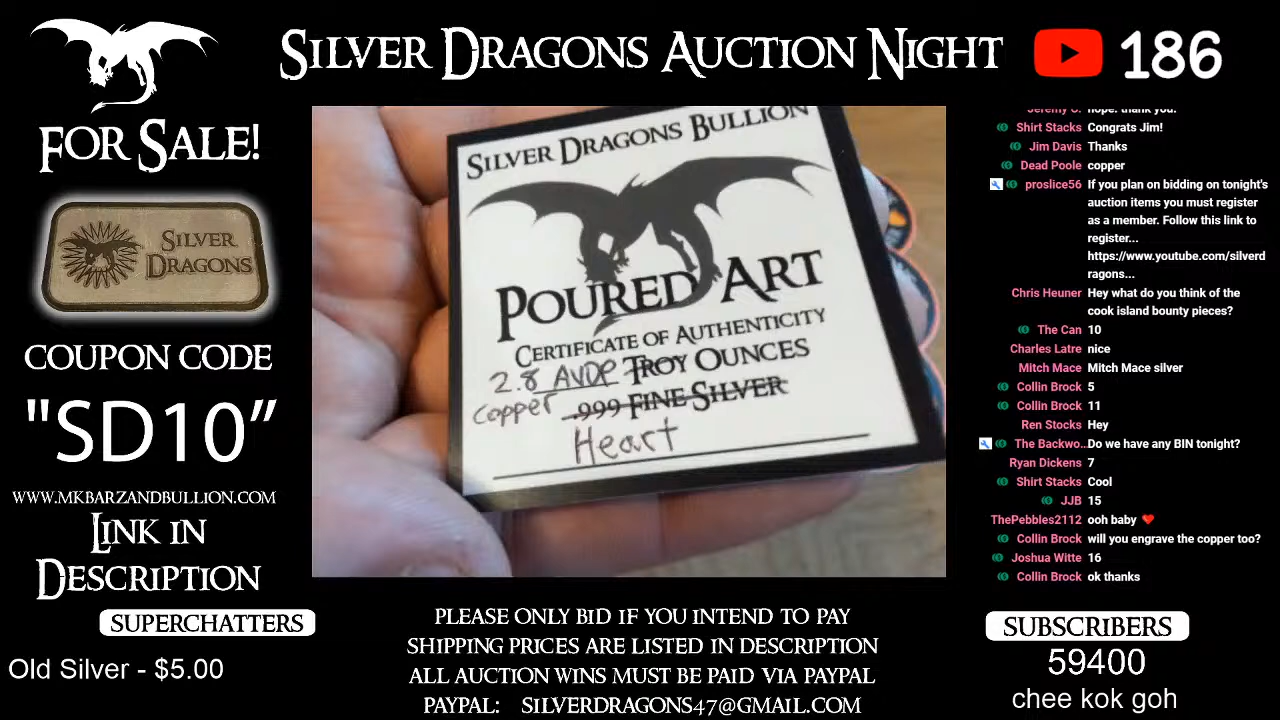 SILVER DRAGONS AUCTION NIGHT
186
FOR SALE!
SILVER
DRAGONS
COUPON CODE
"SD10”
WWW.MKBARZANDBULLION.COM
LINK IN
DESCRIPTION
SUPERCHATTERS
Old Silver - $5.00
SILVER DRAGONS BULLION
POURED ART
CERTIFICATE OF AUTHENTICITY
2.8 AVDP TROY OUNCES
Copper .999 FINE SILVER
Heart
PLEASE ONLY BID IF YOU INTEND TO PAY
SHIPPING PRICES ARE LISTED IN DESCRIPTION
ALL AUCTION WINS MUST BE PAID VIA PAYPAL
PAYPAL: SILVERDRAGONS47@GMAIL.COM
Jeremy C. nope. thank you!
Shirt Stacks Congrats Jim!
Jim Davis Thanks
Dead Poole copper
proslice56 If you plan on bidding on tonight's
auction items you must register
as a member. Follow this link to
register...
https://www.youtube.com/silverd
ragons...
Chris Heuner Hey what do you think of the
cook island bounty pieces?
The Can 10
Charles Latre nice
Mitch Mace Mitch Mace silver
Collin Brock 5
Collin Brock 11
Ren Stocks Hey
The Backwo... Do we have any BIN tonight?
Ryan Dickens 7
Shirt Stacks Cool
JJB 15
ThePebbles2112 ooh baby ❤️
Collin Brock will you engrave the copper too?
Joshua Witte 16
Collin Brock ok thanks
SUBSCRIBERS
59400
chee kok goh